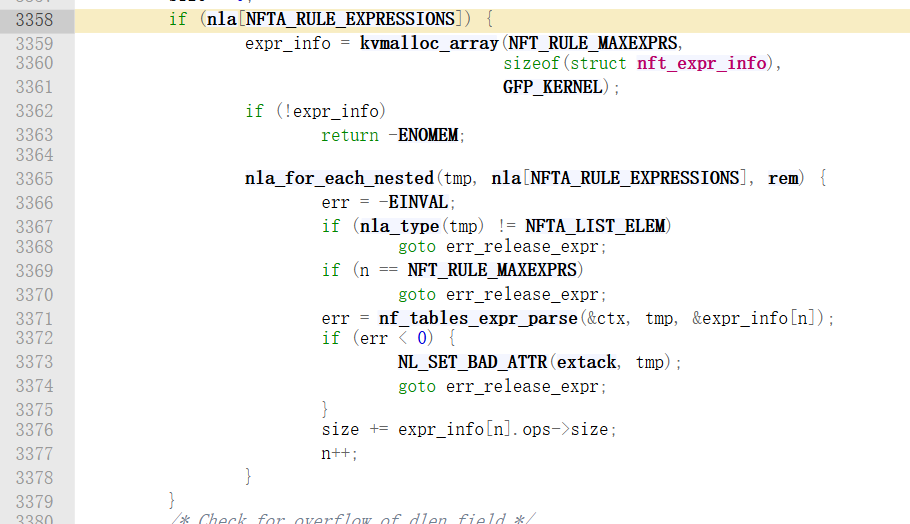 3358 if (nla[NFTA_RULE_EXPRESSIONS]) {
3359 expr_info = kvmalloc_array(NFT_RULE_MAXEXPRS,
3360 sizeof(struct nft_expr_info),
3361 GFP_KERNEL);
3362 if (!expr_info)
3363 return -ENOMEM;
3364
3365 nla_for_each_nested(tmp, nla[NFTA_RULE_EXPRESSIONS], rem) {
3366 err = -EINVAL;
3367 if (nla_type(tmp) != NFTA_LIST_ELEM)
3368 goto err_release_expr;
3369 if (n == NFT_RULE_MAXEXPRS)
3370 goto err_release_expr;
3371 err = nf_tables_expr_parse(&ctx, tmp, &expr_info[n]);
3372 if (err < 0) {
3373 NL_SET_BAD_ATTR(extack, tmp);
3374 goto err_release_expr;
3375 }
3376 size += expr_info[n].ops->size;
3377 n++;
3378 }
3379 }
3380 /* Check for overflow of dlen field */